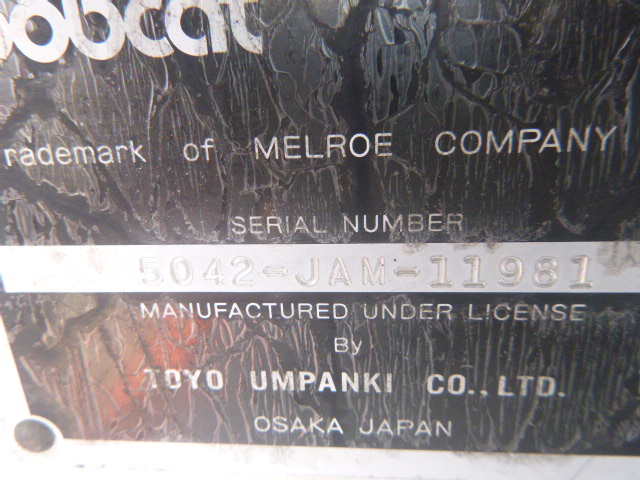 bobcat
rademark of MELROE COMPANY
SERIAL NUMBER
5042-JAM-11981
MANUFACTURED UNDER LICENSE
By
TOYO UMPANKI CO., LTD.
OSAKA JAPAN